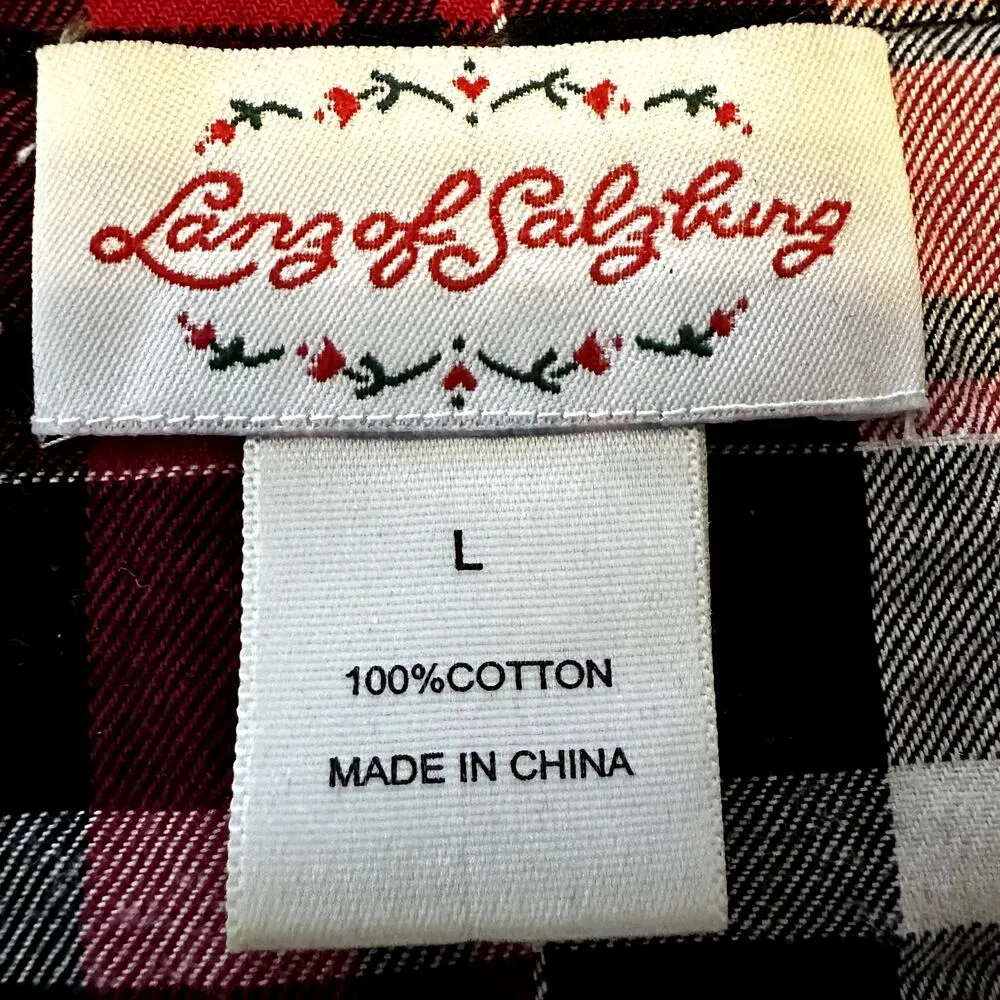 Lanz of Salzburg
L
100%COTTON
MADE IN CHINA